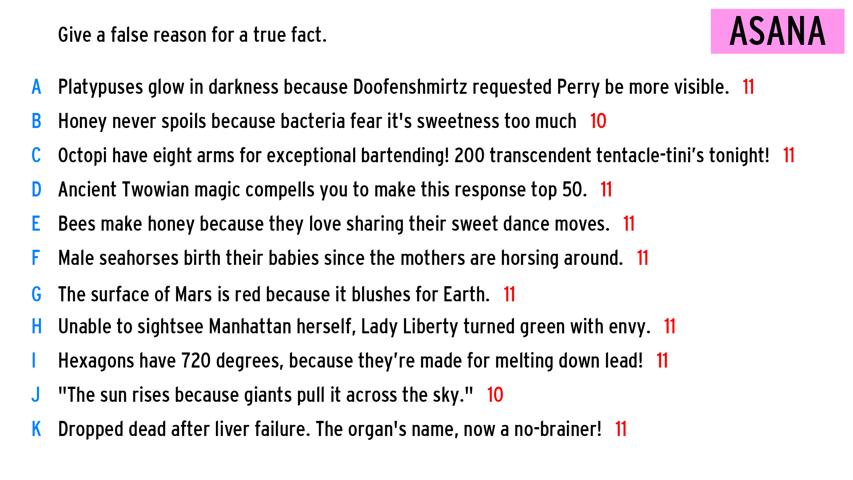 Give a false reason for a true fact.
ASANA
A Platypuses glow in darkness because Doofenshmirtz requested Perry be more visible. 11
B Honey never spoils because bacteria fear it's sweetness too much 10
C Octopi have eight arms for exceptional bartending! 200 transcendent tentacle-tini’s tonight! 11
D Ancient Twowian magic compells you to make this response top 50. 11
E Bees make honey because they love sharing their sweet dance moves. 11
F Male seahorses birth their babies since the mothers are horsing around. 11
G The surface of Mars is red because it blushes for Earth. 11
H Unable to sightsee Manhattan herself, Lady Liberty turned green with envy. 11
I Hexagons have 720 degrees, because they’re made for melting down lead! 11
J "The sun rises because giants pull it across the sky." 10
K Dropped dead after liver failure. The organ's name, now a no-brainer! 11